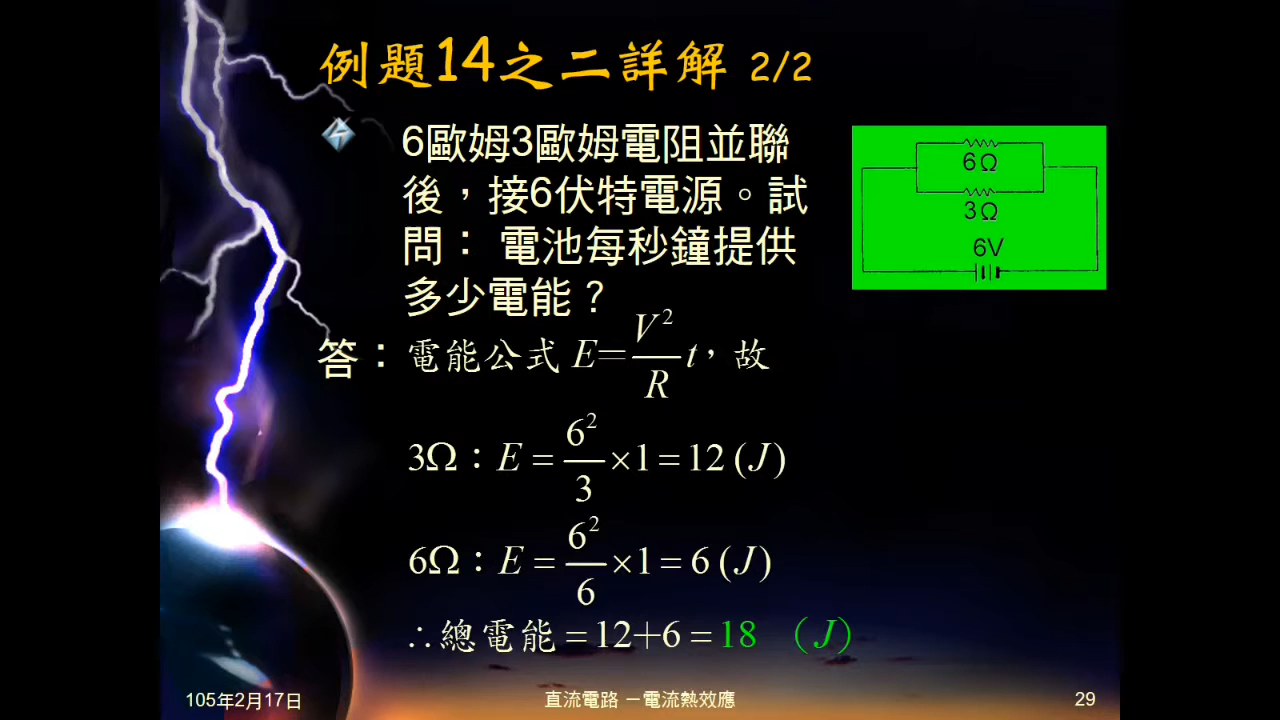 例題14之二詳解 2/2
6歐姆3歐姆電阻並聯
後，接6伏特電源。試
問： 電池每秒鐘提供
多少電能？
6Ω
3Ω
6V
答：電能公式 E=V²/R t，故
3Ω：E = 6²/3 ×1 = 12 (J)
6Ω：E = 6²/6 ×1 = 6 (J)
∴總電能 = 12+6 = 18 （J）
105年2月17日
直流電路 －電流熱效應
29